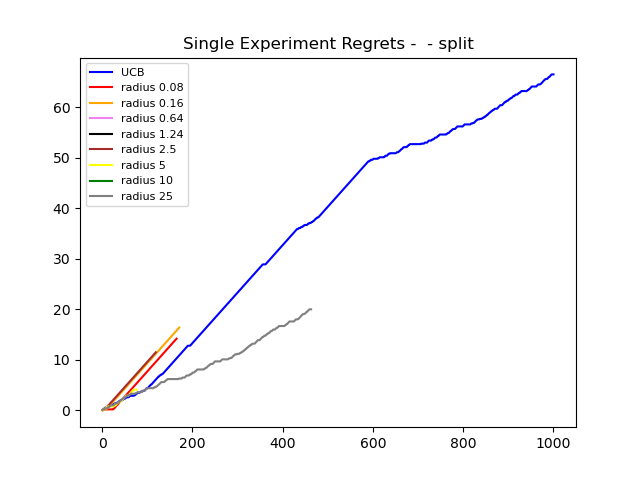 Single Experiment Regrets -  - split
UCB
radius 0.08
radius 0.16
radius 0.64
radius 1.24
radius 2.5
radius 5
radius 10
radius 25
60
50
40
30
20
10
0
0 200 400 600 800 1000